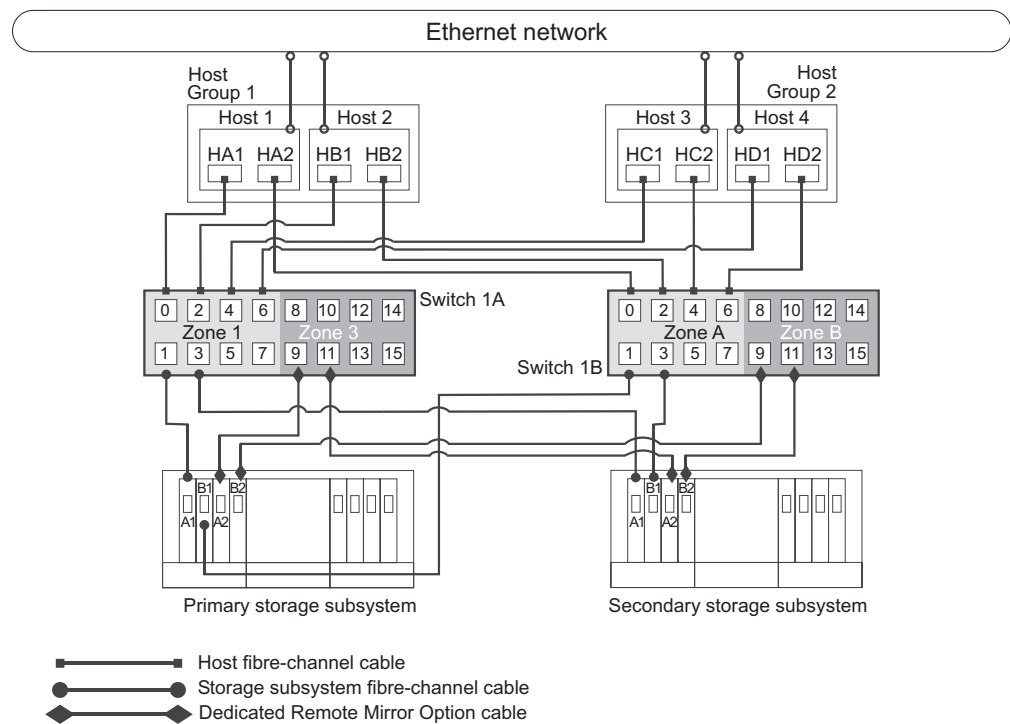 Ethernet network
Host
Group 1
Host
Group 2
Host 1
Host 2
Host 3
Host 4
HA1 HA2 HB1 HB2
HC1 HC2 HD1 HD2
0 2 4 6 8 10 12 14
Switch 1A
0 2 4 6 8 10 12 14
Zone 1
Zone 3
Zone A
Zone B
1 3 5 7 9 11 13 15
Switch 1B
1 3 5 7 9 11 13 15
B1 B2
A1 A2
B1 B2
A1 A2
Primary storage subsystem
Secondary storage subsystem
Host fibre-channel cable
Storage subsystem fibre-channel cable
Dedicated Remote Mirror Option cable